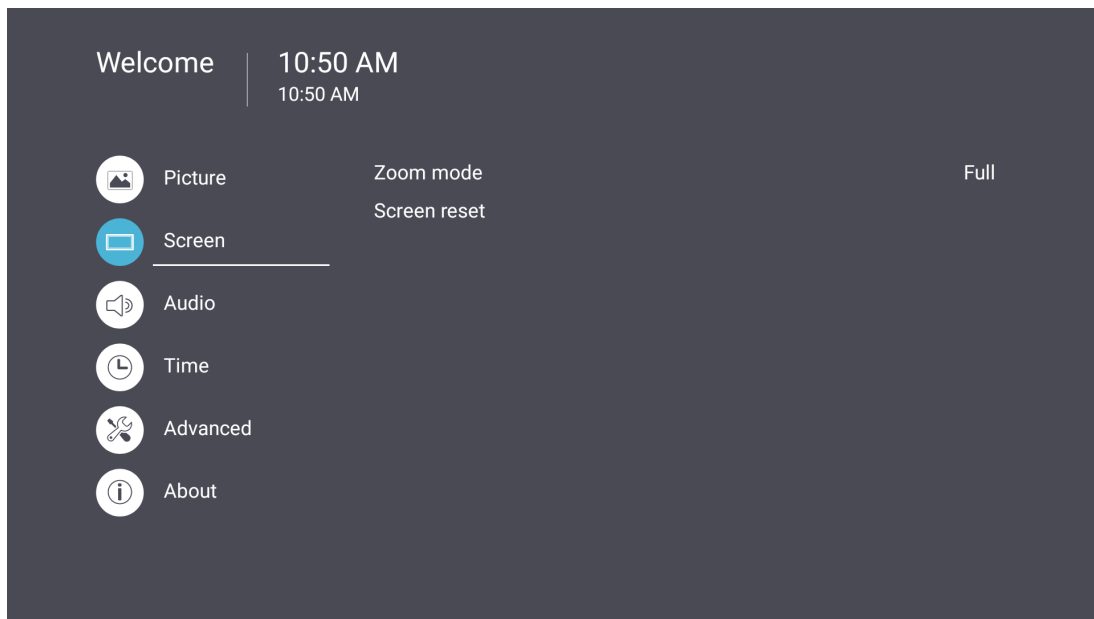 Welcome
10:50 AM
10:50 AM
Picture
Screen
Audio
Time
Advanced
About
Zoom mode Full
Screen reset